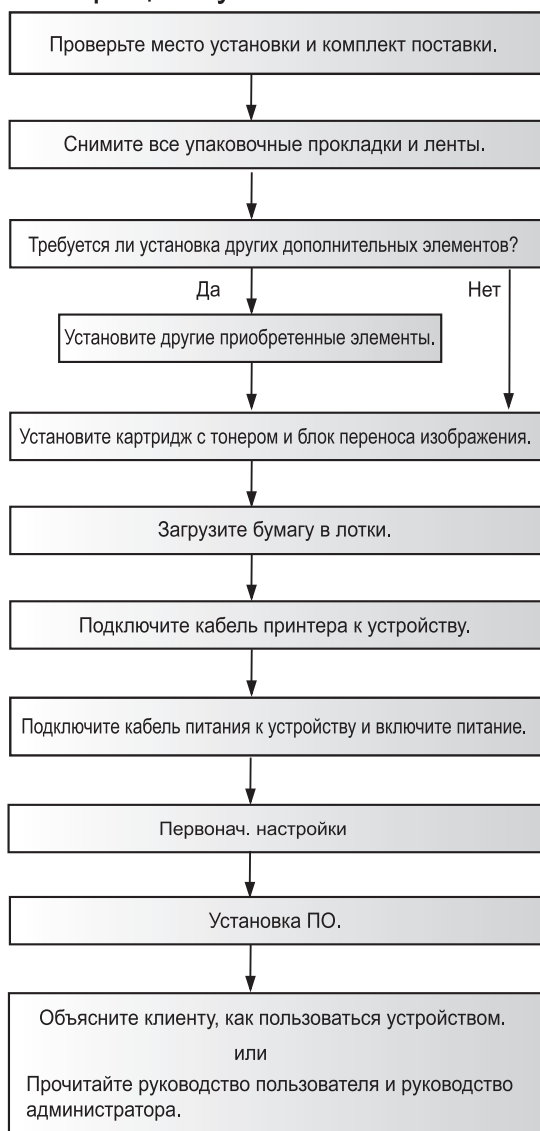 Проверьте место установки и комплект поставки.
Снимите все упаковочные прокладки и ленты.
Требуется ли установка других дополнительных элементов?
Да
Нет
Установите другие приобретенные элементы.
Установите картридж с тонером и блок переноса изображения.
Загрузите бумагу в лотки.
Подключите кабель принтера к устройству.
Подключите кабель питания к устройству и включите питание.
Первонач. настройки
Установка ПО.
Объясните клиенту, как пользоваться устройством.
или
Прочитайте руководство пользователя и руководство
администратора.